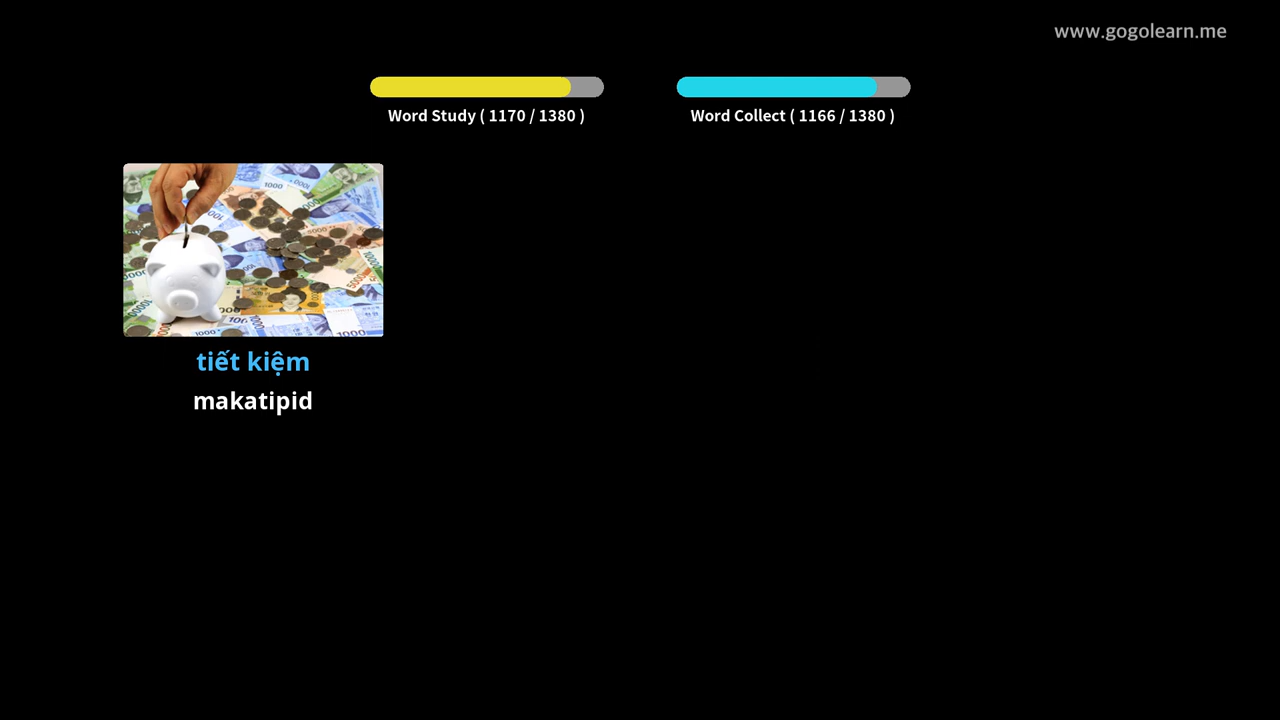 www.gogolearn.me
Word Study ( 1170 / 1380 )
Word Collect ( 1166 / 1380 )
tiết kiệm
makatipid